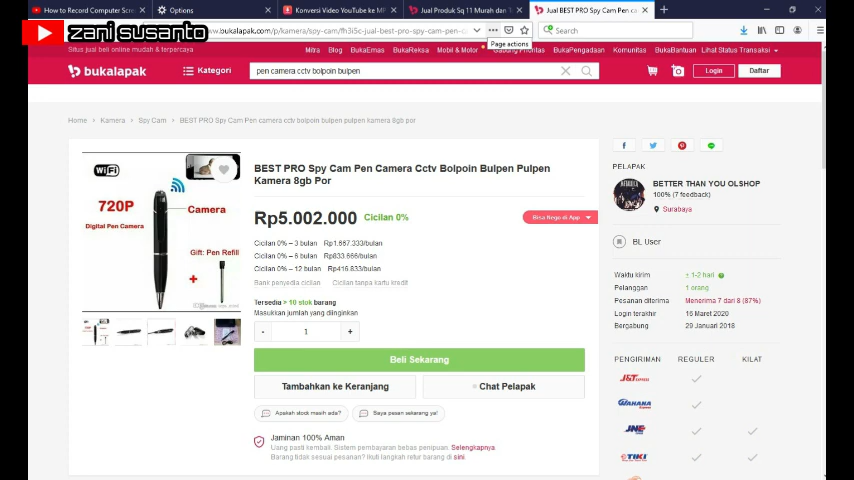 How to Record Computer Scree
Options
Konversi Video YouTube ke MP
Jual Produk Sq 11 Murah dan T
Jual BEST PRO Spy Cam Pen c
zani susanto
www.bukalapak.com/p/kamera/spy-cam/fh3i5c-jual-best-pro-spy-cam-pen-c
Search
Page actions
Situs jual beli online mudah & terpercaya
Mitra
Blog
BukaEmas
BukaReksa
Mobil & Motor
Gabung Prioritas
BukaPengadaan
Komunitas
BukaBantuan
Lihat Status Transaksi
bukalapak
Kategori
pen camera cctv bolpoin bulpen
Login
Daftar
Home > Kamera > Spy Cam > BEST PRO Spy Cam Pen camera cctv bolpoin bulpen pulpen kamera 8gb por
WiFi
720P
Digital Pen Camera
Camera
Gift: Pen Refill
BEST PRO Spy Cam Pen Camera Cctv Bolpoin Bulpen Pulpen
Kamera 8gb Por
Rp5.002.000
Cicilan 0%
Bisa Nego di App
Cicilan 0% – 3 bulan Rp1.667.333/bulan
Cicilan 0% – 6 bulan Rp833.666/bulan
Cicilan 0% – 12 bulan Rp416.833/bulan
Bank penyedia cicilan
Cicilan tanpa kartu kredit
Tersedia > 10 stok barang
Masukkan jumlah yang diinginkan
- 1 +
Beli Sekarang
Tambahkan ke Keranjang
Chat Pelapak
Apakah stock masih ada?
Saya pesan sekarang ya!
Jaminan 100% Aman
Uang pasti kembali. Sistem pembayaran bebas penipuan. Selengkapnya
Barang tidak sesuai pesanan? Ikuti langkah retur barang di sini.
PELAPAK
BETTER THAN YOU OLSHOP
100% (7 feedback)
Surabaya
BL User
Waktu kirim ± 1-2 hari
Pelanggan 1 orang
Pesanan diterima Menerima 7 dari 8 (87%)
Login terakhir 16 Maret 2020
Bergabung 29 Januari 2018
PENGIRIMAN REGULER KILAT
J&T EXPRESS
WAHANA
JNE
TIKI